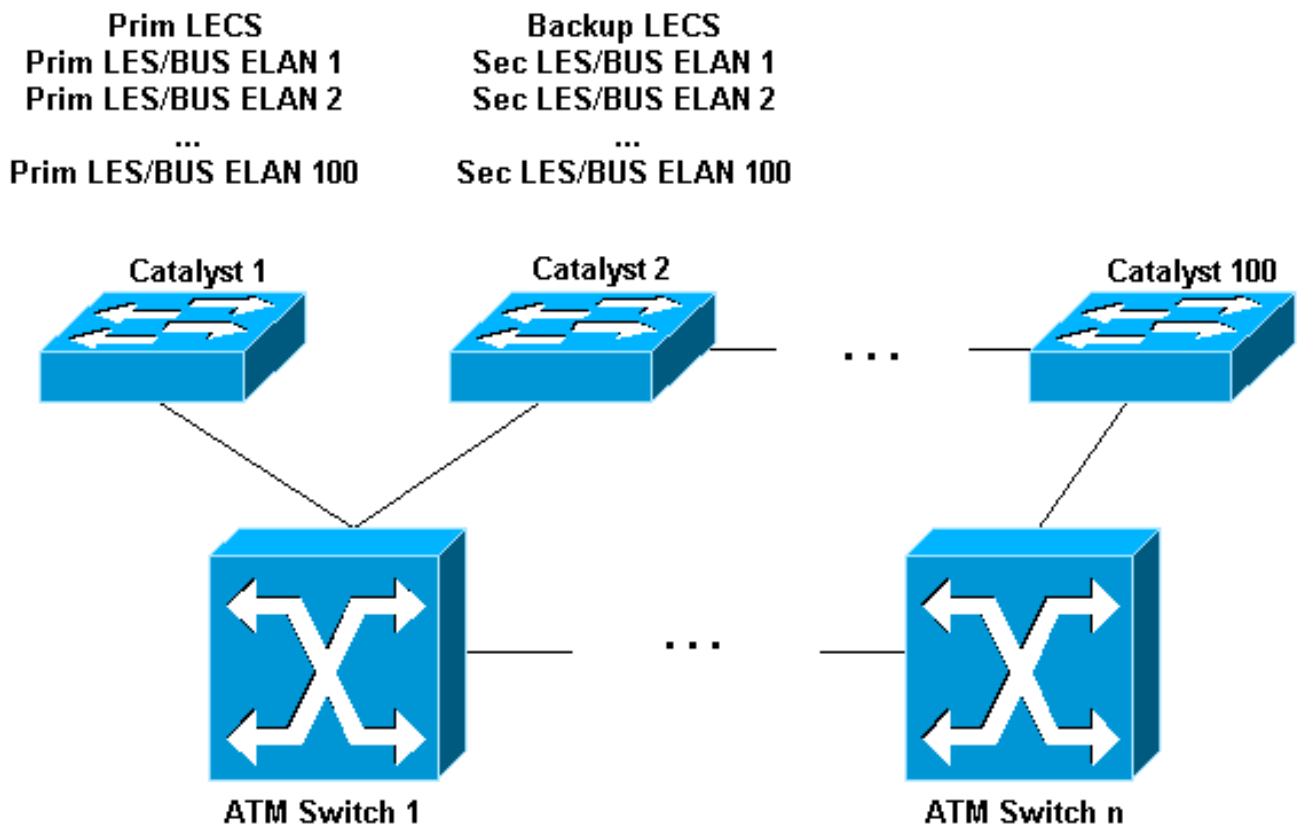 Prim LECS
Prim LES/BUS ELAN 1
Prim LES/BUS ELAN 2
...
Prim LES/BUS ELAN 100
Backup LECS
Sec LES/BUS ELAN 1
Sec LES/BUS ELAN 2
...
Sec LES/BUS ELAN 100
Catalyst 1
Catalyst 2
Catalyst 100
...
...
ATM Switch 1
ATM Switch n